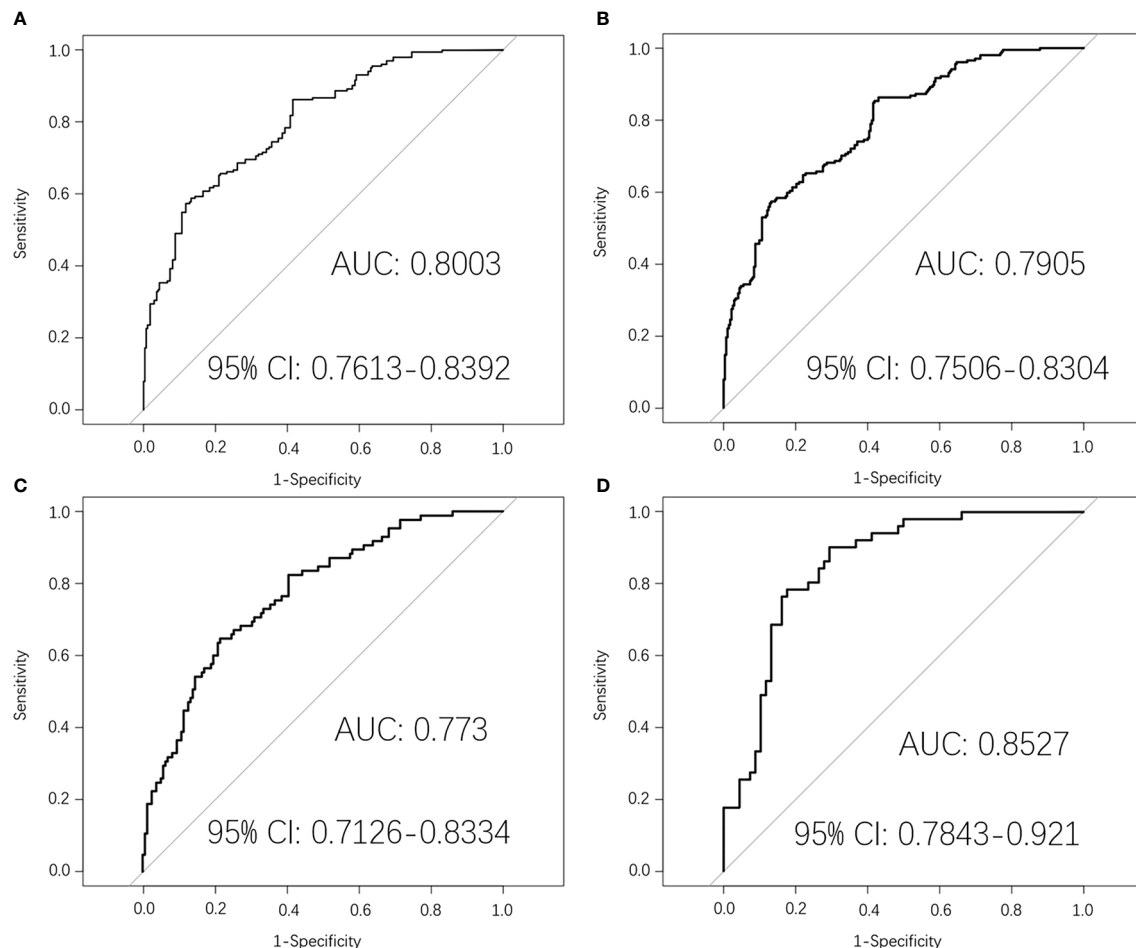 A
1.0
0.8
0.6
0.4
0.2
0.0
Sensitivity
AUC: 0.8003
95% CI: 0.7613-0.8392
0.0 0.2 0.4 0.6 0.8 1.0
1-Specificity
B
1.0
0.8
0.6
0.4
0.2
0.0
Sensitivity
AUC: 0.7905
95% CI: 0.7506-0.8304
0.0 0.2 0.4 0.6 0.8 1.0
1-Specificity
C
1.0
0.8
0.6
0.4
0.2
0.0
Sensitivity
AUC: 0.773
95% CI: 0.7126-0.8334
0.0 0.2 0.4 0.6 0.8 1.0
1-Specificity
D
1.0
0.8
0.6
0.4
0.2
0.0
Sensitivity
AUC: 0.8527
95% CI: 0.7843-0.921
0.0 0.2 0.4 0.6 0.8 1.0
1-Specificity